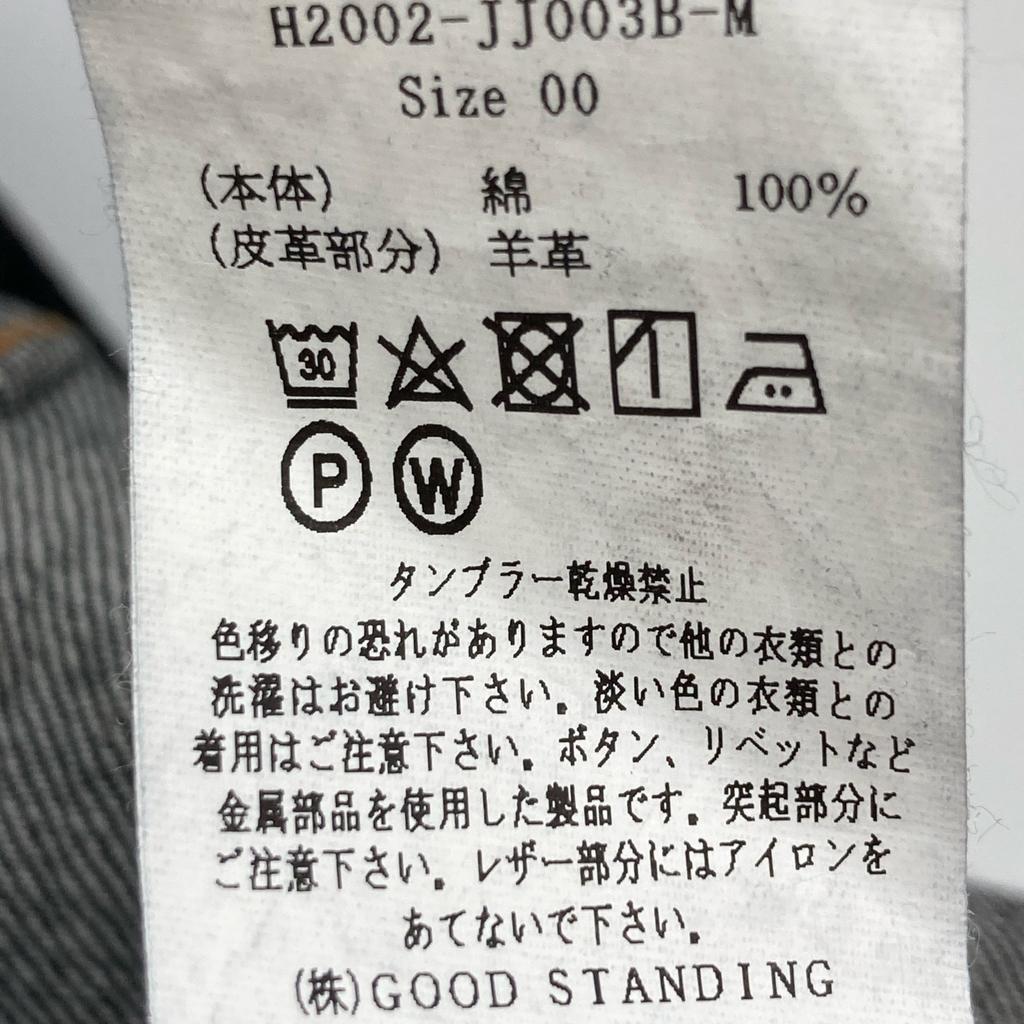 H2002-JJ003B-M
Size 00
(本体) 綿 100%
(皮革部分) 羊革
30
P W
タンブラー乾燥禁止
色移りの恐れがありますので他の衣類との
洗濯はお避け下さい。淡い色の衣類との
着用はご注意下さい。ボタン、リベットなど
金属部品を使用した製品です。突起部分に
ご注意下さい。レザー部分にはアイロンを
あてないで下さい。
(株)GOOD STANDING